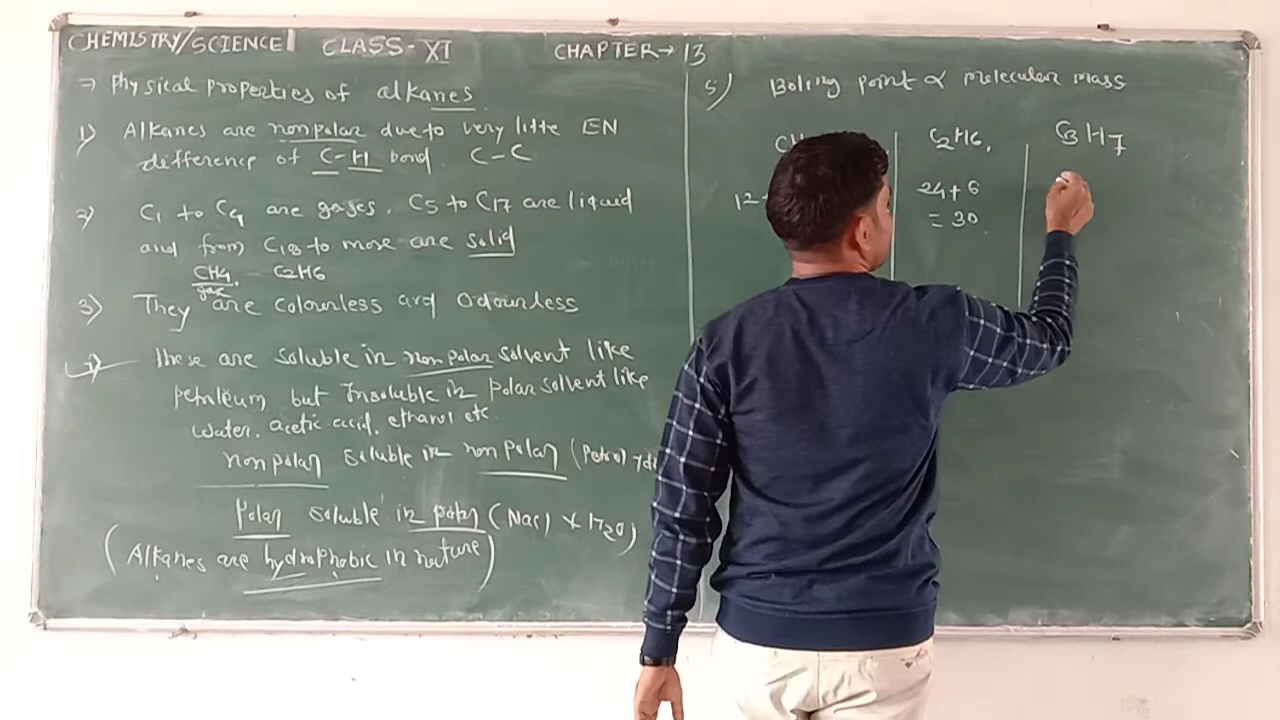 CHEMISTRY/SCIENCE CLASS-XI CHAPTER→ 13
⇒ Physical properties of alkanes
1) Alkanes are nonpolar due to very litte EN
difference of C-H bond. C-C
2) C1 to C4 are gases. C5 to C17 are liquid
and from C18 to more are solid
CH4, C2H6
gas
3) They are Colourless and Odourless
4) These are soluble in non polar solvent like
petroleum but Insoluble in polar solvent like
Water, acetic acid, ethanol etc
non polar soluble in non polar (Petrol
Polar soluble in polar (NaCl + H2O)
(Alkanes are hydrophobic in nature)
5) Boiling point ∝ molecular mass
C2H6, C3H7
12 24+6
= 30